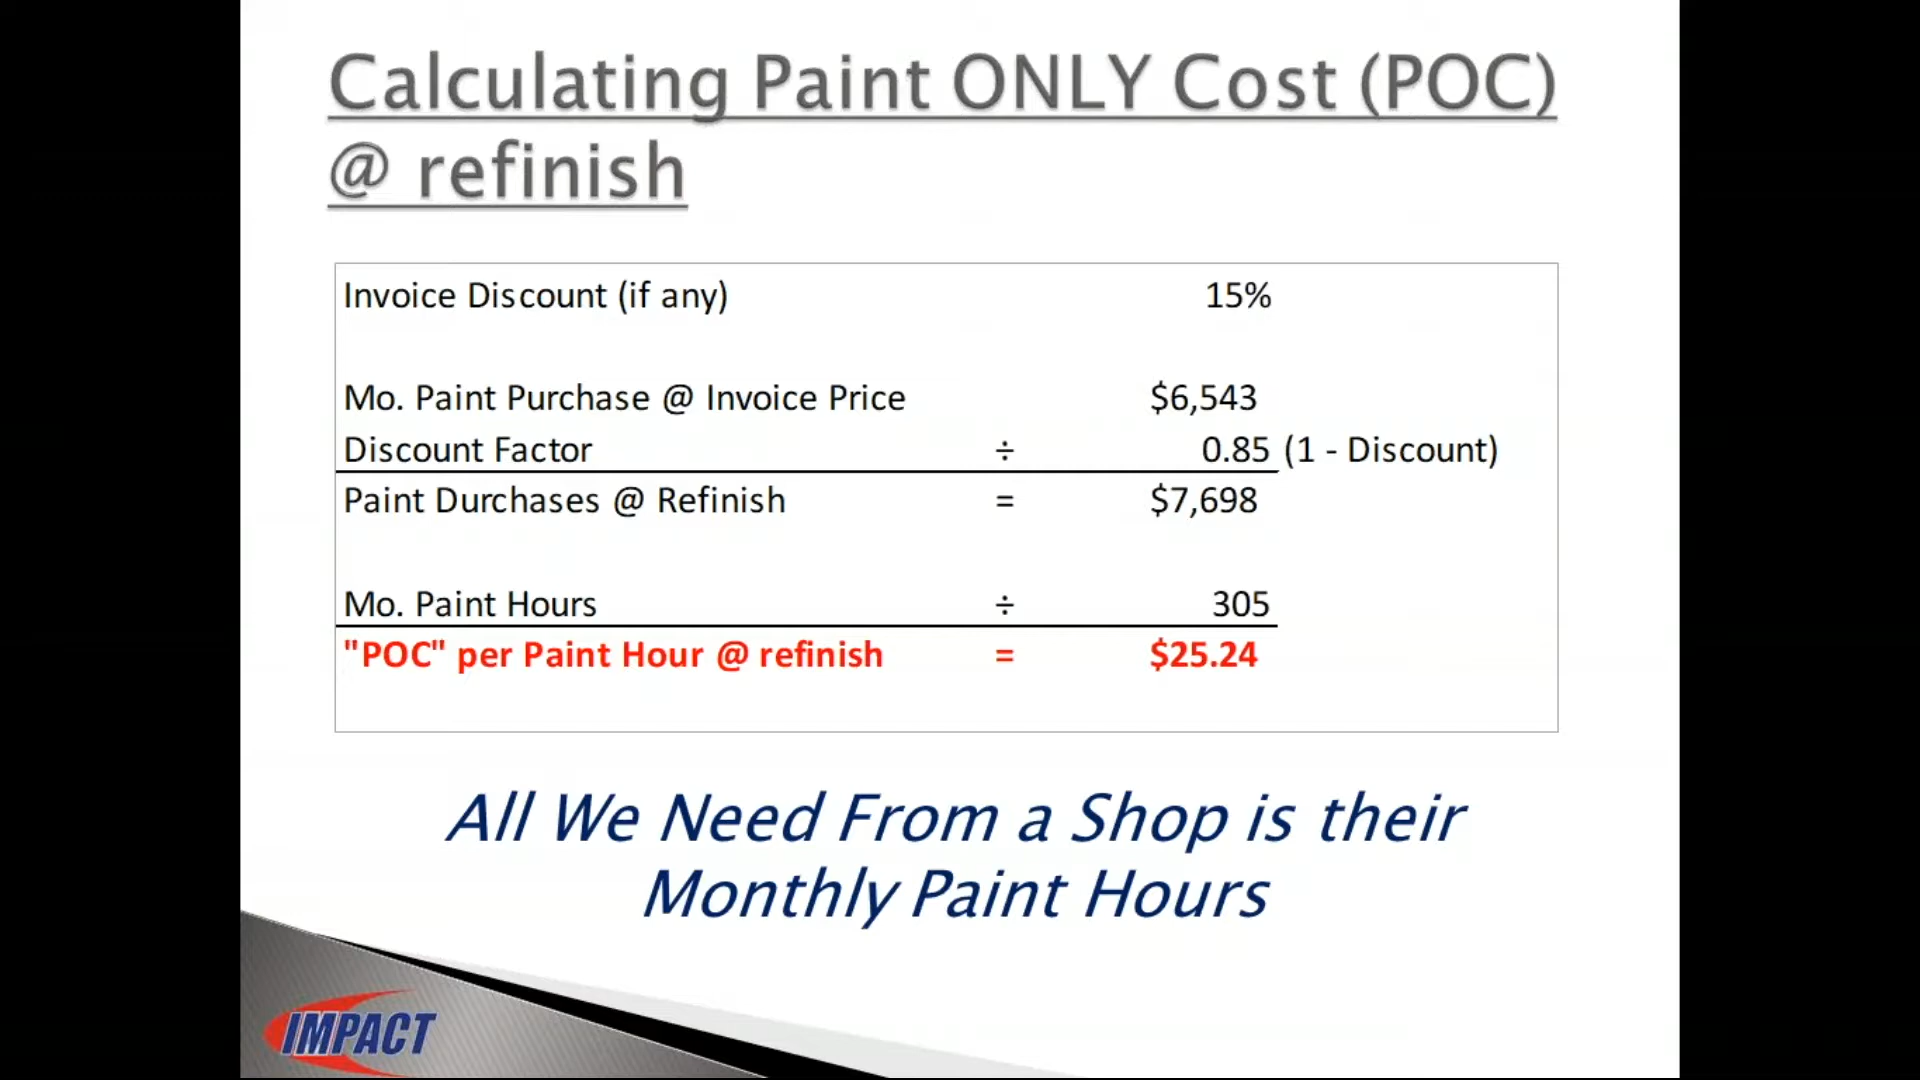 Calculating Paint ONLY Cost (POC)
@ refinish
Invoice Discount (if any) 15%
Mo. Paint Purchase @ Invoice Price $6,543
Discount Factor ÷ 0.85 (1 - Discount)
Paint Durchases @ Refinish = $7,698
Mo. Paint Hours ÷ 305
"POC" per Paint Hour @ refinish = $25.24
All We Need From a Shop is their
Monthly Paint Hours
IMPACT